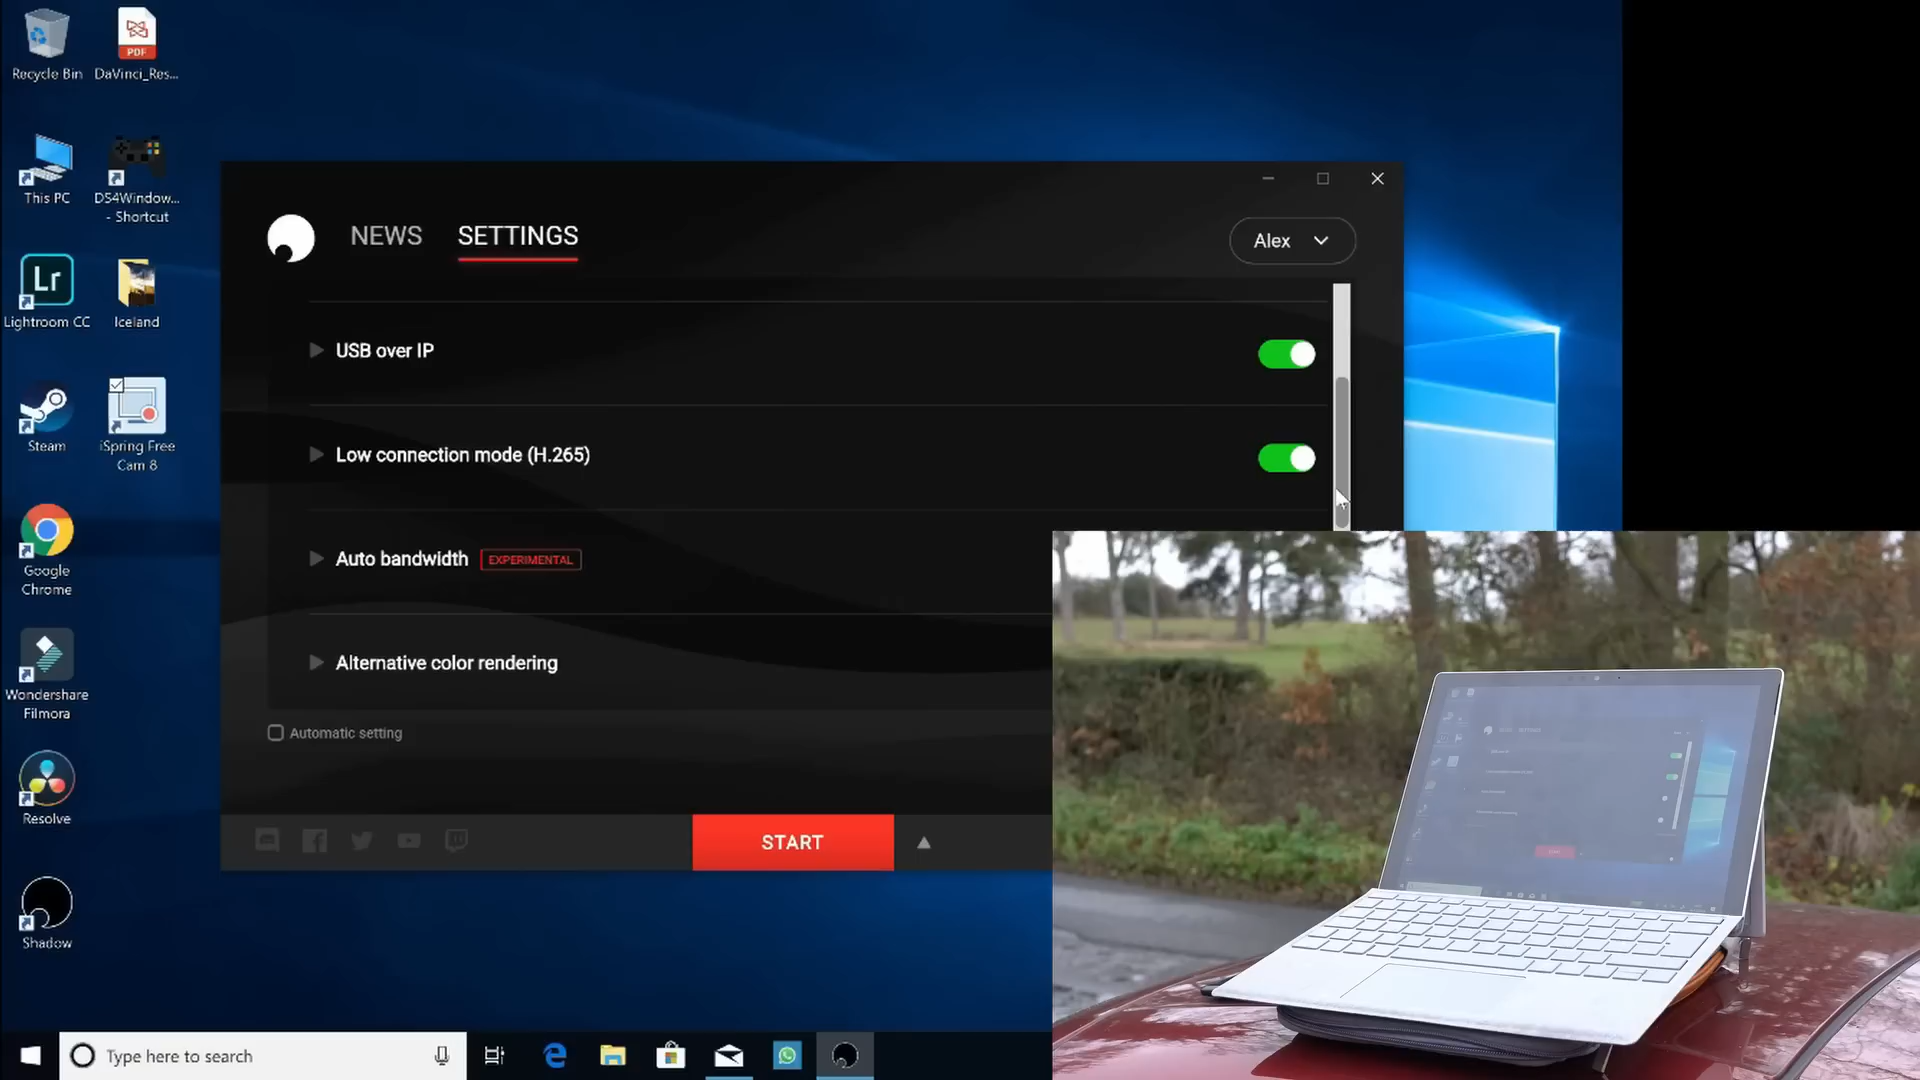 Recycle Bin
DaVinci_Res...
PDF
This PC
DS4Window...
- Shortcut
Lr
Lightroom CC
Iceland
Steam
iSpring Free
Cam 8
Google
Chrome
Wondershare
Filmora
Resolve
Shadow
NEWS
SETTINGS
Alex
USB over IP
Low connection mode (H.265)
Auto bandwidth
EXPERIMENTAL
Alternative color rendering
Automatic setting
START
Type here to search